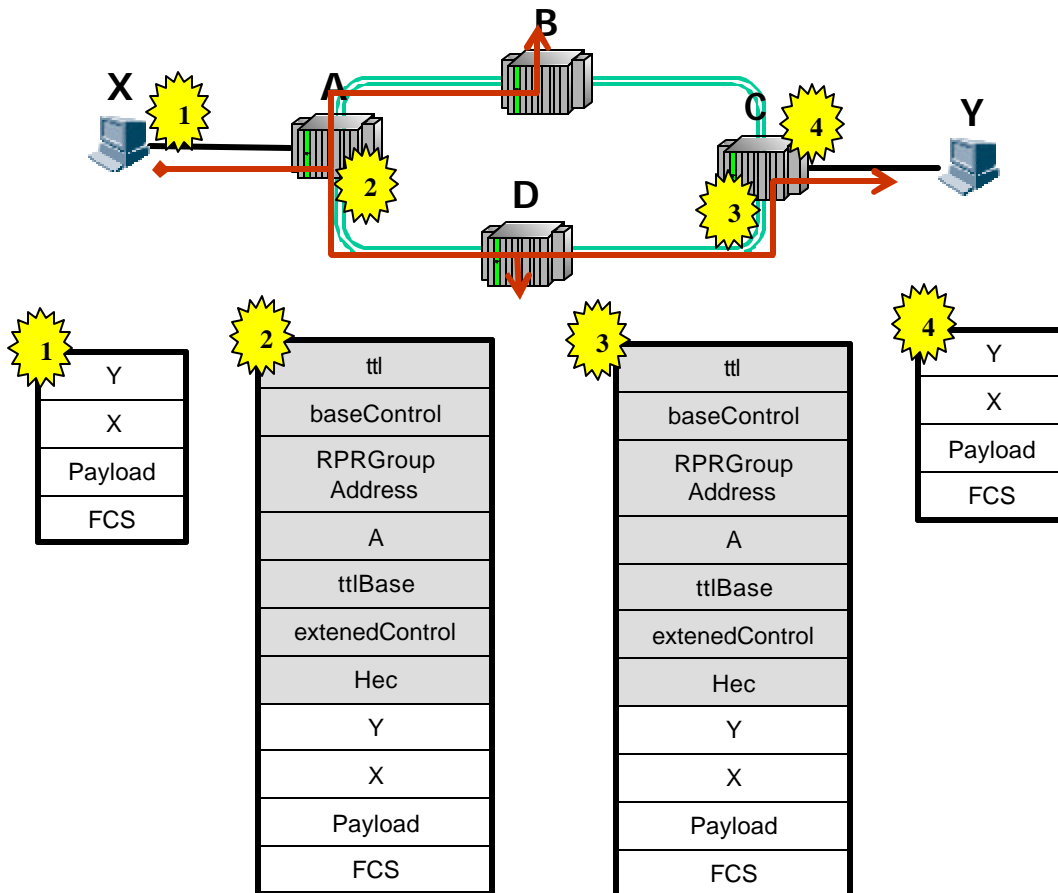 B
X
1
A
C
4
Y
2
D
3
1
Y
X
Payload
FCS
2
ttl
baseControl
RPRGroup
Address
A
ttlBase
extenedControl
Hec
Y
X
Payload
FCS
3
ttl
baseControl
RPRGroup
Address
A
ttlBase
extenedControl
Hec
Y
X
Payload
FCS
4
Y
X
Payload
FCS